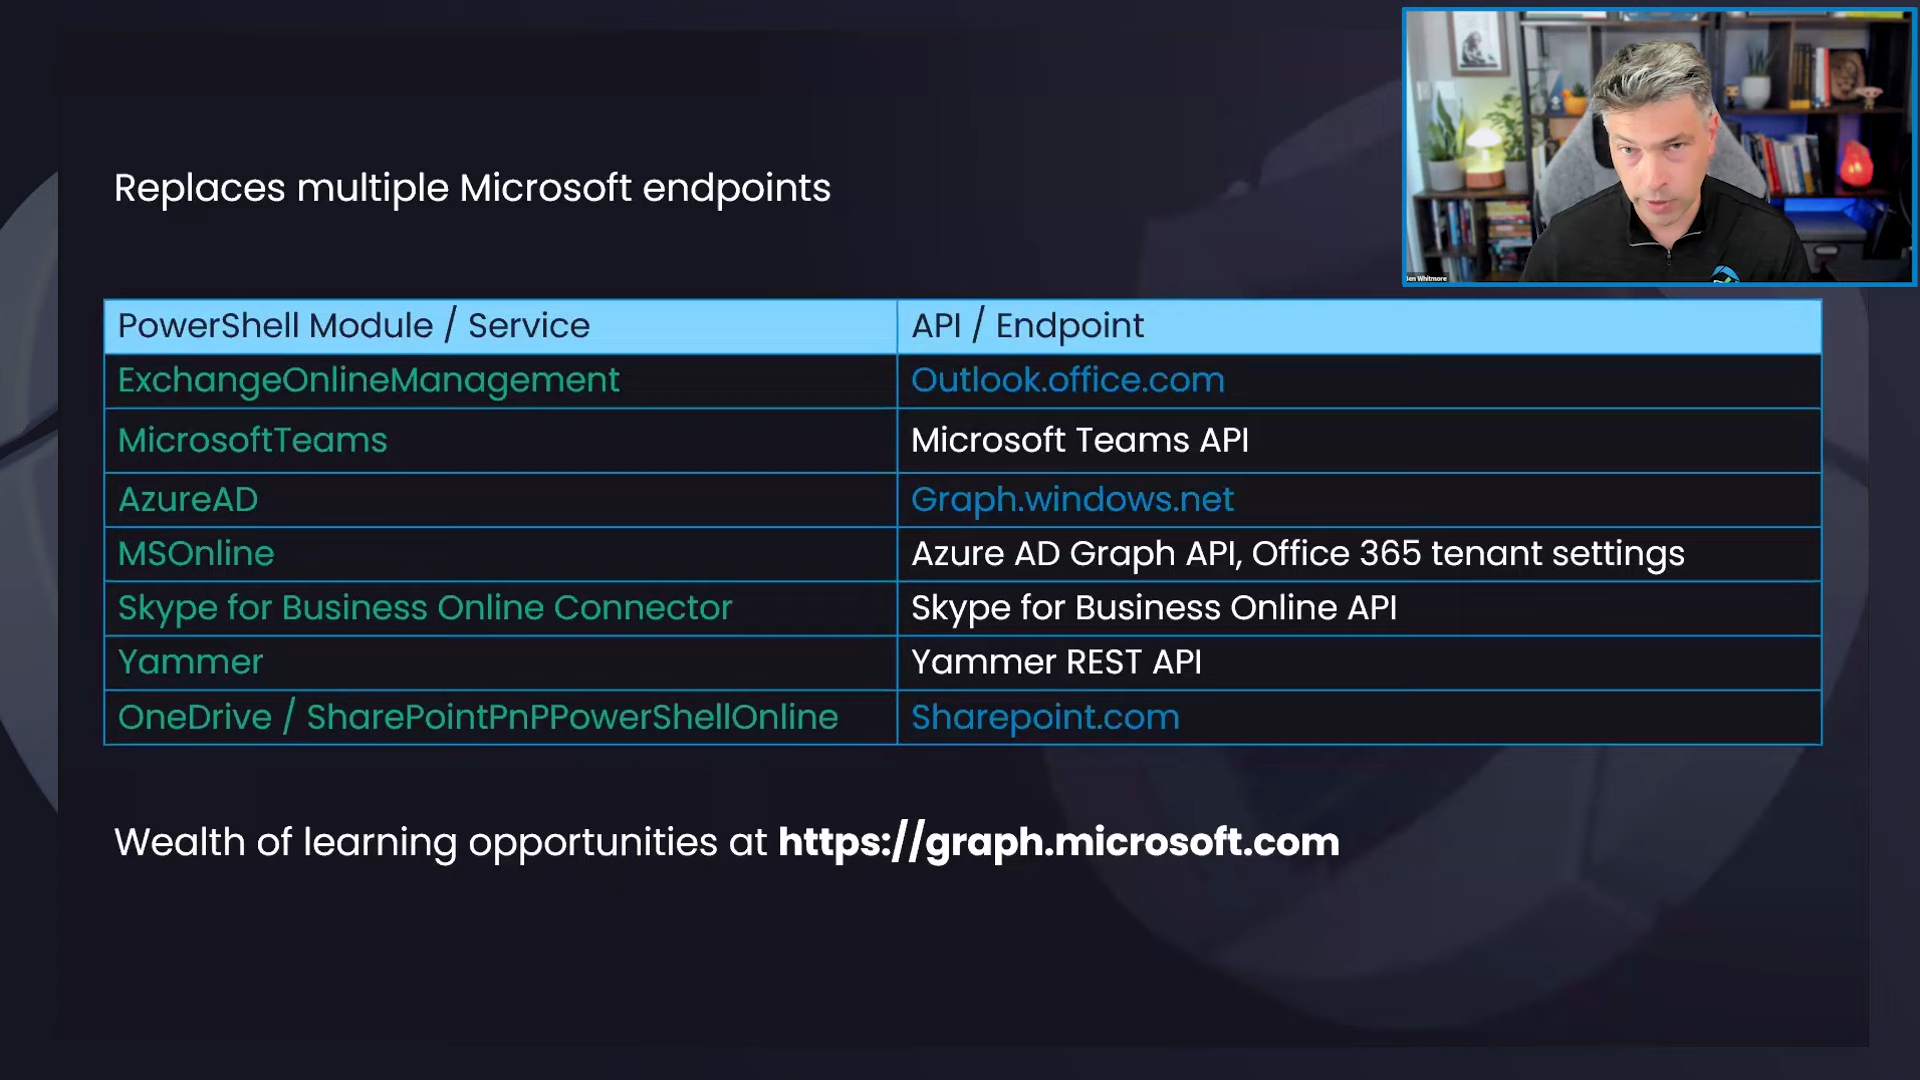 Replaces multiple Microsoft endpoints
PowerShell Module / Service API / Endpoint
ExchangeOnlineManagement Outlook.office.com
MicrosoftTeams Microsoft Teams API
AzureAD Graph.windows.net
MSOnline Azure AD Graph API, Office 365 tenant settings
Skype for Business Online Connector Skype for Business Online API
Yammer Yammer REST API
OneDrive / SharePointPnPPowerShellOnline Sharepoint.com
Wealth of learning opportunities at https://graph.microsoft.com
Ben Whitmore